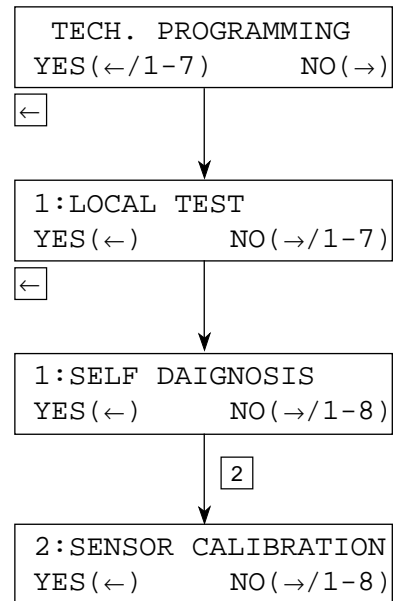 TECH. PROGRAMMING
YES(←/1-7) NO(→)
←
1:LOCAL TEST
YES(←) NO(→/1-7)
←
1:SELF DAIGNOSIS
YES(←) NO(→/1-8)
2
2:SENSOR CALIBRATION
YES(←) NO(→/1-8)